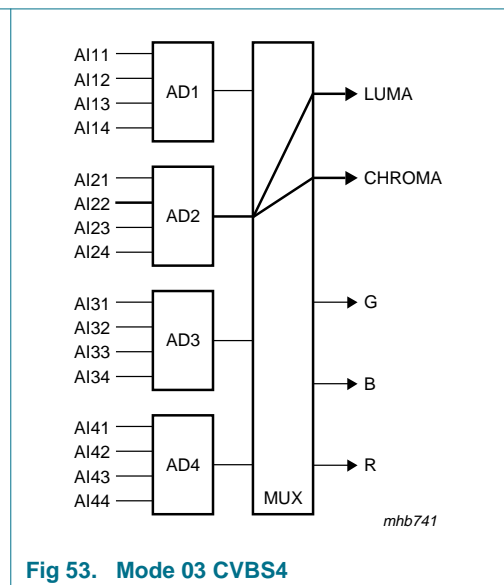 AI11
AI12
AI13
AI14
AD1
LUMA
AI21
AI22
AI23
AI24
AD2
CHROMA
AI31
AI32
AI33
AI34
AD3
G
B
AI41
AI42
AI43
AI44
AD4
R
MUX
mhb741
Fig 53. Mode 03 CVBS4